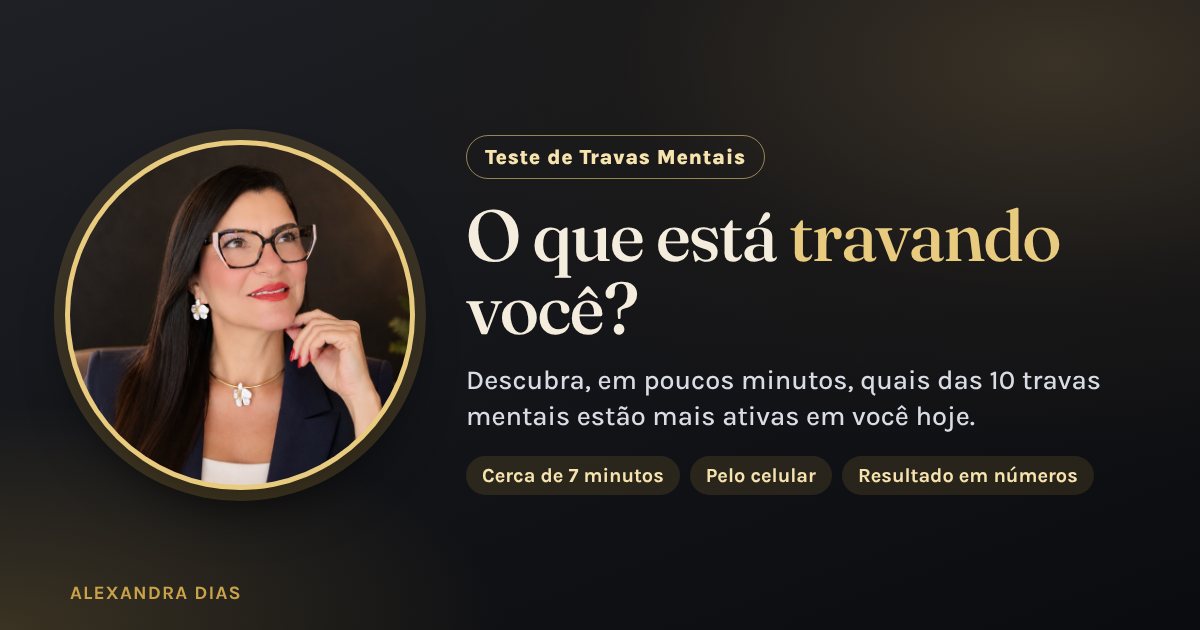 Teste de Travas Mentais
O que está travando
você?
Descubra, em poucos minutos, quais das 10 travas
mentais estão mais ativas em você hoje.
Cerca de 7 minutos
Pelo celular
Resultado em números
ALEXANDRA DIAS